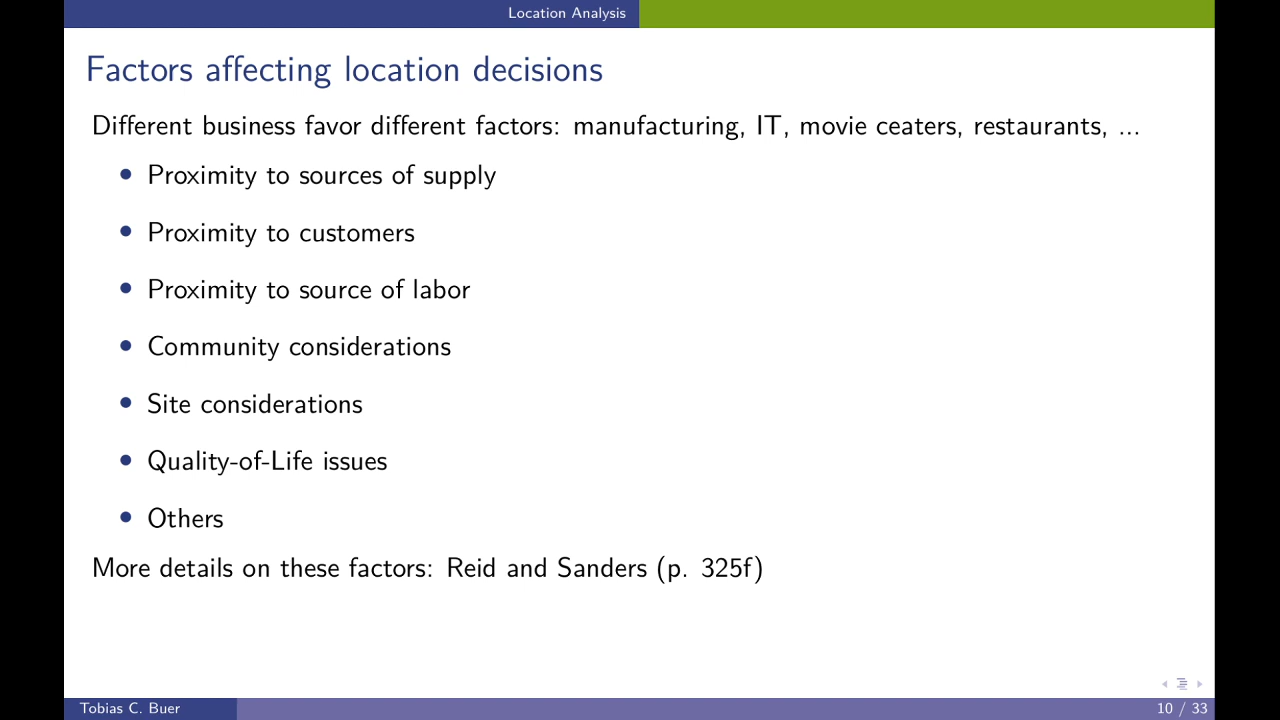 Location Analysis
Factors affecting location decisions
Different business favor different factors: manufacturing, IT, movie ceaters, restaurants, ...
• Proximity to sources of supply
• Proximity to customers
• Proximity to source of labor
• Community considerations
• Site considerations
• Quality-of-Life issues
• Others
More details on these factors: Reid and Sanders (p. 325f)
Tobias C. Buer
10 / 33